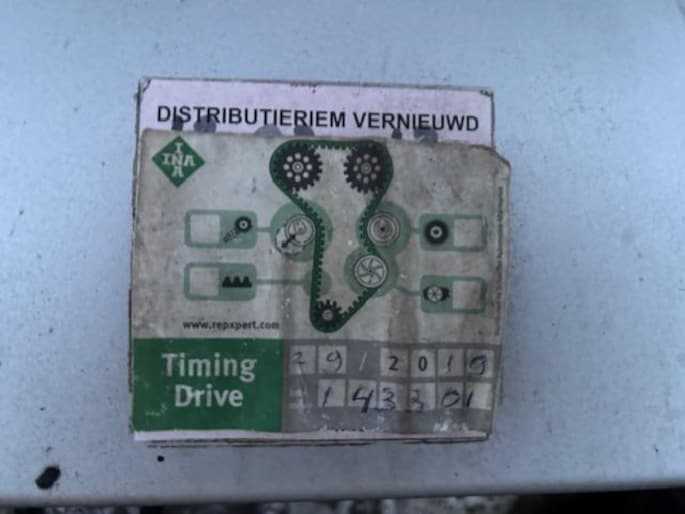 DISTRIBUTIERIEM VERNIEUWD
INA
www.repxpert.com
Timing
Drive
29/2019
143301